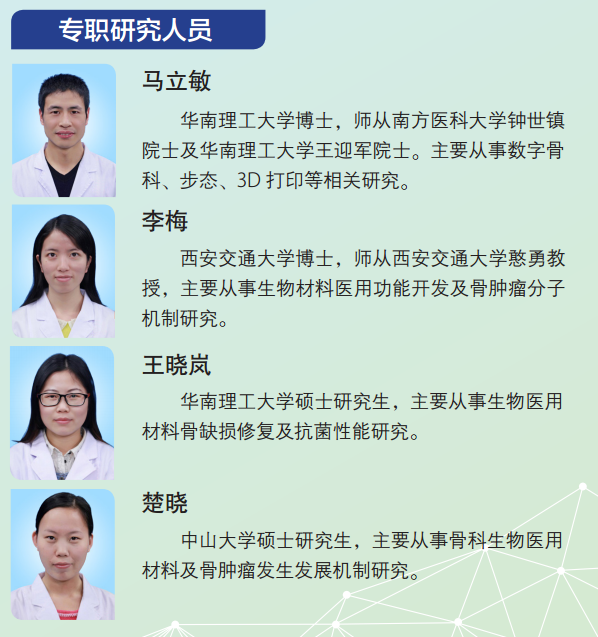 专职研究人员
马立敏
华南理工大学博士，师从南方医科大学钟世镇
院士及华南理工大学王迎军院士。主要从事数字骨
科、步态、3D 打印等相关研究。
李梅
西安交通大学博士，师从西安交通大学憨勇教
授，主要从事生物材料医用功能开发及骨肿瘤分子
机制研究。
王晓岚
华南理工大学硕士研究生，主要从事生物医用
材料骨缺损修复及抗菌性能研究。
楚晓
中山大学硕士研究生，主要从事骨科生物医用
材料及骨肿瘤发生发展机制研究。